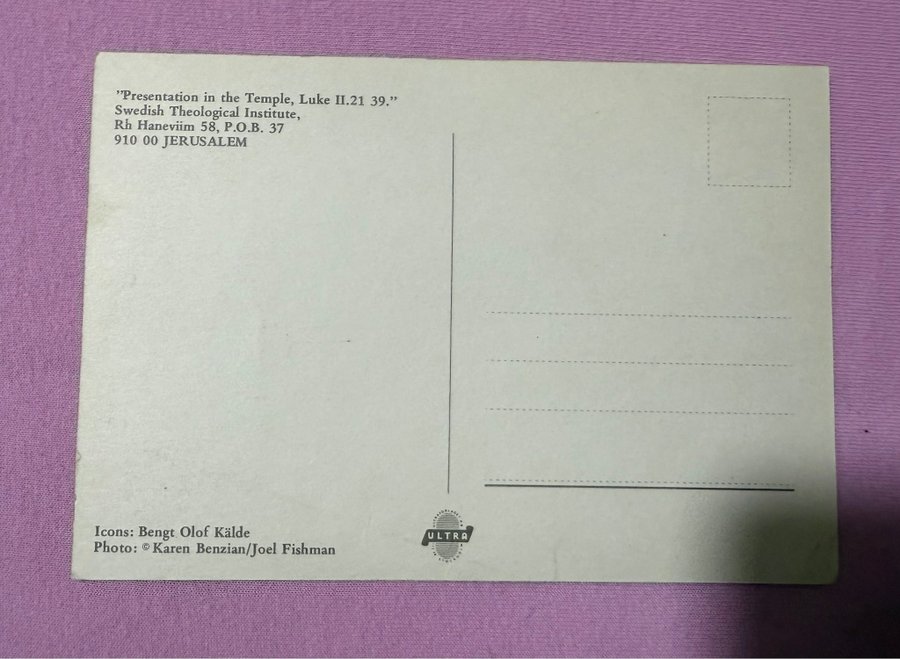 ”Presentation in the Temple, Luke II.21 39.”
Swedish Theological Institute,
Rh Haneviim 58, P.O.B. 37
910 00 JERUSALEM
Icons: Bengt Olof Kälde
Photo: © Karen Benzian/Joel Fishman
ULTRA